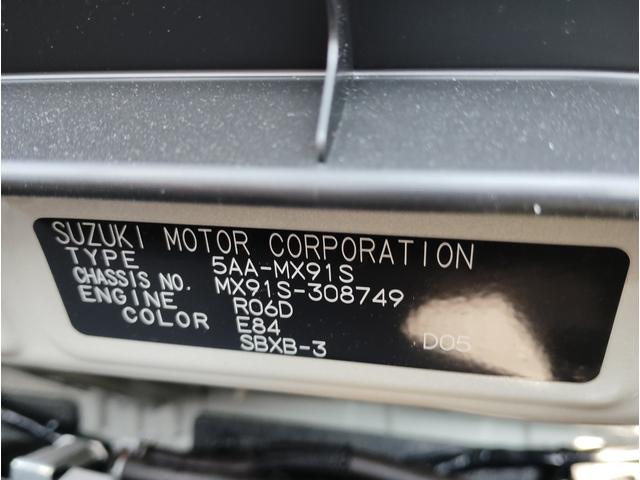 SUZUKI MOTOR CORPORATION
TYPE 5AA-MX91S
CHASSIS NO. MX91S-308749
ENGINE R06D
COLOR E84
SBXB-3 D05